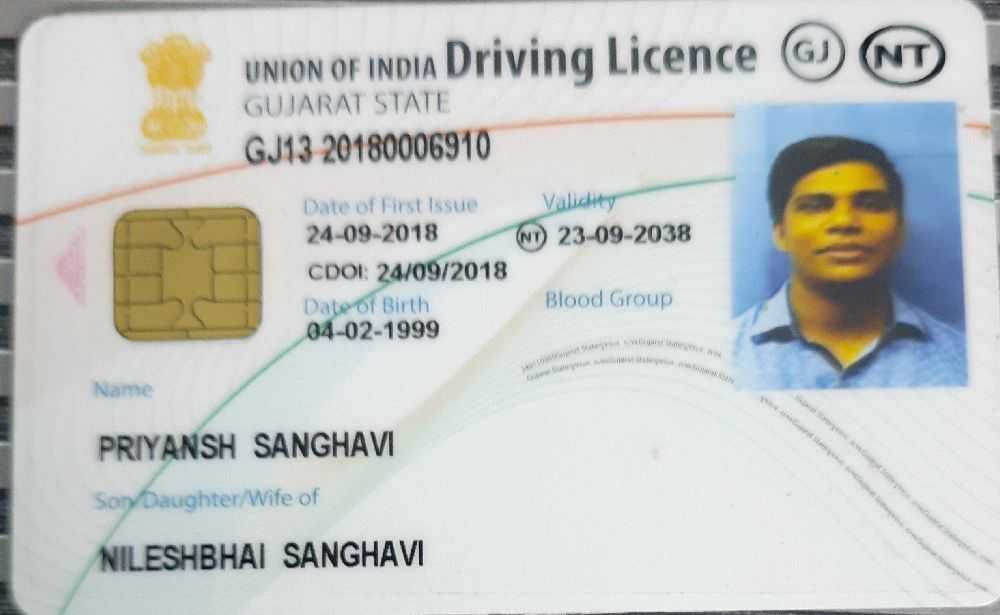 UNION OF INDIA Driving Licence GJ NT
GUJARAT STATE
GJ13 20180006910
Date of First Issue
Validity
24-09-2018
NT 23-09-2038
CDOI: 24/09/2018
Date of Birth
Blood Group
04-02-1999
Name
PRIYANSH SANGHAVI
Son/Daughter/Wife of
NILESHBHAI SANGHAVI